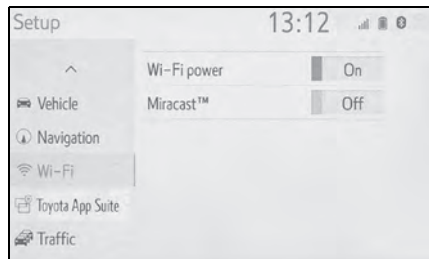 Setup 13:12
Wi-Fi power On
Vehicle
Miracast™ Off
Navigation
Wi-Fi
Toyota App Suite
Traffic